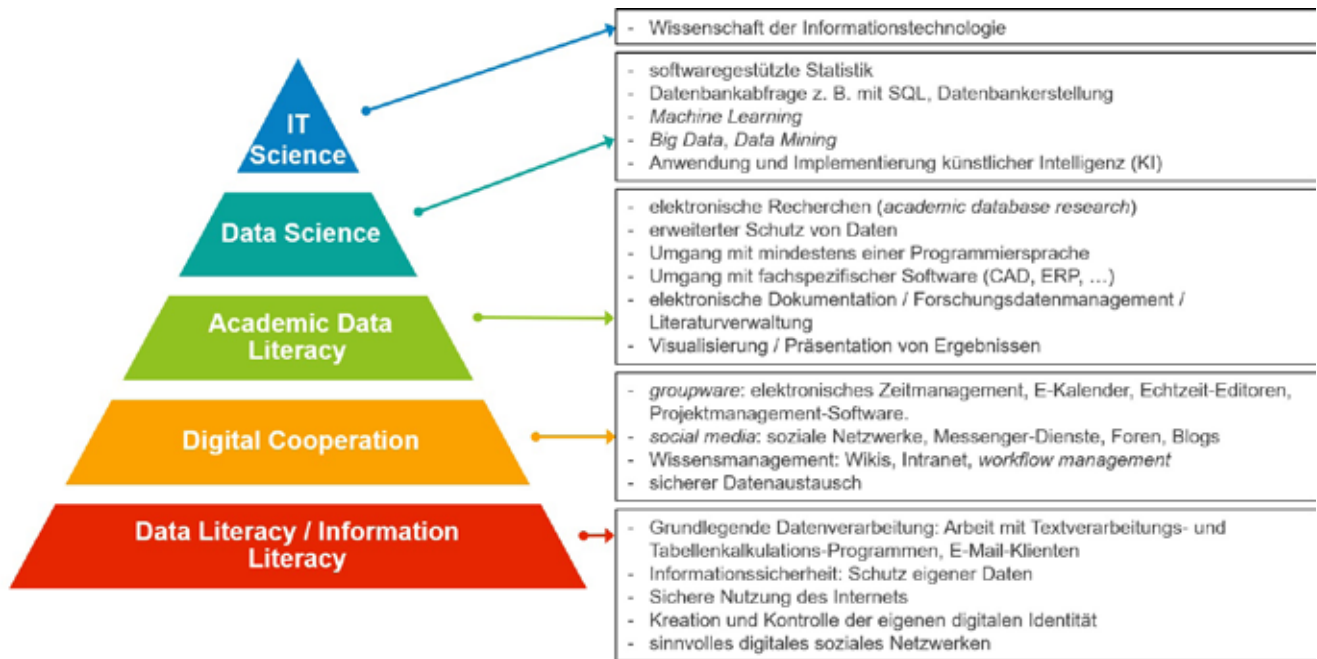 IT
Science
- Wissenschaft der Informationstechnologie
Data Science
- softwaregestützte Statistik
- Datenbankabfrage z. B. mit SQL, Datenbankerstellung
- Machine Learning
- Big Data, Data Mining
- Anwendung und Implementierung künstlicher Intelligenz (KI)
Academic Data
Literacy
- elektronische Recherchen (academic database research)
- erweiterter Schutz von Daten
- Umgang mit mindestens einer Programmiersprache
- Umgang mit fachspezifischer Software (CAD, ERP, …)
- elektronische Dokumentation / Forschungsdatenmanagement /
Literaturverwaltung
- Visualisierung / Präsentation von Ergebnissen
Digital Cooperation
- groupware: elektronisches Zeitmanagement, E-Kalender, Echtzeit-Editoren,
Projektmanagement-Software.
- social media: soziale Netzwerke, Messenger-Dienste, Foren, Blogs
- Wissensmanagement: Wikis, Intranet, workflow management
- sicherer Datenaustausch
Data Literacy / Information
Literacy
- Grundlegende Datenverarbeitung: Arbeit mit Textverarbeitungs- und
Tabellenkalkulations-Programmen, E-Mail-Klienten
- Informationssicherheit: Schutz eigener Daten
- Sichere Nutzung des Internets
- Kreation und Kontrolle der eigenen digitalen Identität
- sinnvolles digitales soziales Netzwerken